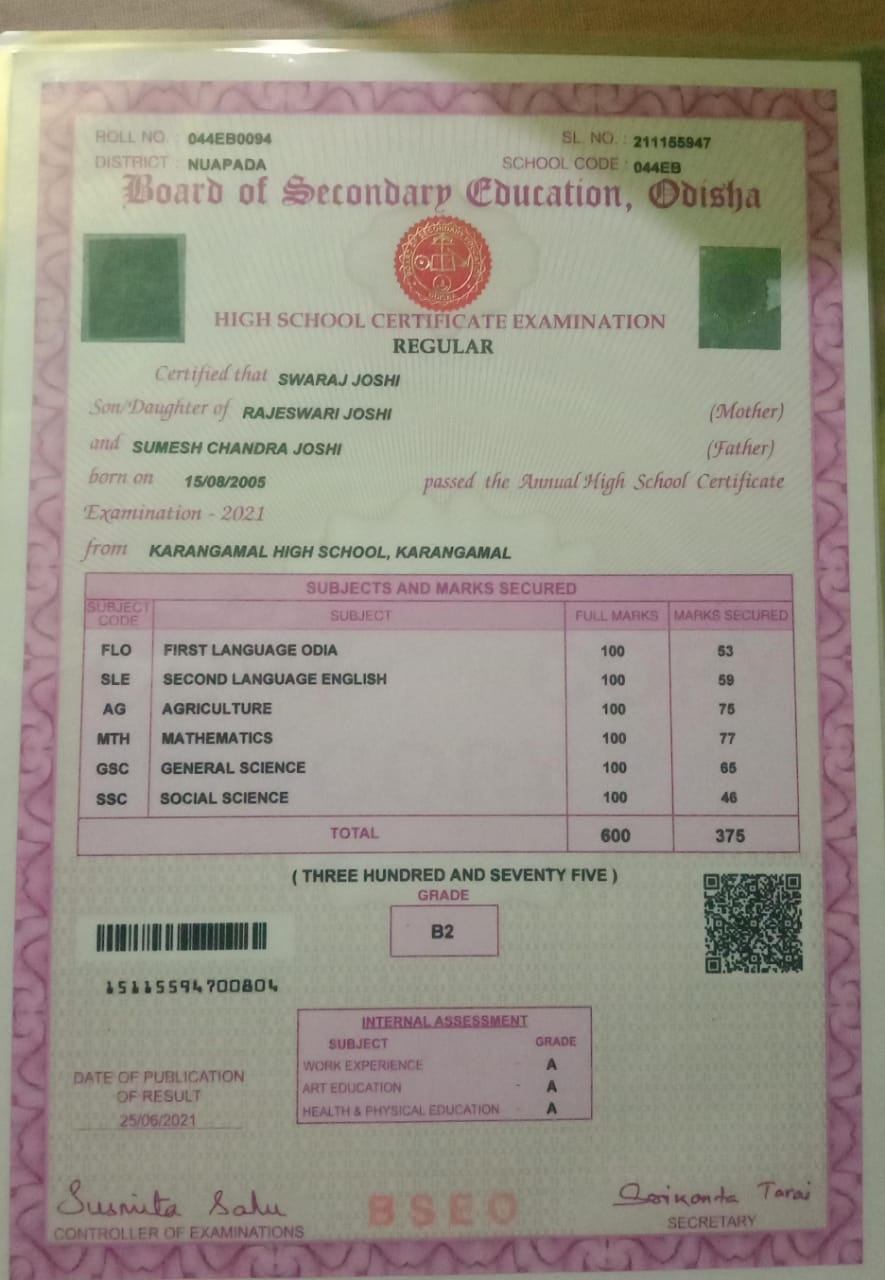 ROLL NO. : 044EB0094 SL. NO. : 211155947
DISTRICT : NUAPADA SCHOOL CODE : 044EB
Board of Secondary Education, Odisha
HIGH SCHOOL CERTIFICATE EXAMINATION
REGULAR
Certified that SWARAJ JOSHI
Son/Daughter of RAJESWARI JOSHI (Mother)
and SUMESH CHANDRA JOSHI (Father)
born on 15/08/2005 passed the Annual High School Certificate
Examination - 2021
from KARANGAMAL HIGH SCHOOL, KARANGAMAL
SUBJECTS AND MARKS SECURED
SUBJECT CODE SUBJECT FULL MARKS MARKS SECURED
FLO FIRST LANGUAGE ODIA 100 53
SLE SECOND LANGUAGE ENGLISH 100 59
AG AGRICULTURE 100 75
MTH MATHEMATICS 100 77
GSC GENERAL SCIENCE 100 65
SSC SOCIAL SCIENCE 100 46
TOTAL 600 375
( THREE HUNDRED AND SEVENTY FIVE )
GRADE
B2
15115594700804
INTERNAL ASSESSMENT
SUBJECT GRADE
WORK EXPERIENCE - A
ART EDUCATION - A
HEALTH & PHYSICAL EDUCATION - A
DATE OF PUBLICATION
OF RESULT
25/06/2021
Susmita Sahu
CONTROLLER OF EXAMINATIONS
BSEO
Srikanta Tarai
SECRETARY